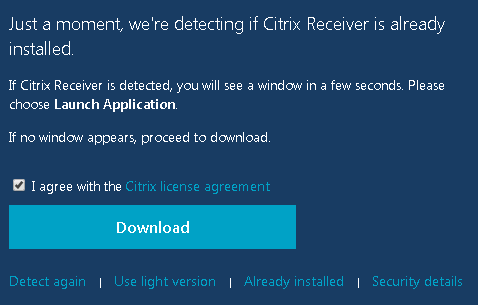 Just a moment, we're detecting if Citrix Receiver is already
installed.
If Citrix Receiver is detected, you will see a window in a few seconds. Please
choose Launch Application.
If no window appears, proceed to download.
I agree with the Citrix license agreement
Download
Detect again | Use light version | Already installed | Security details